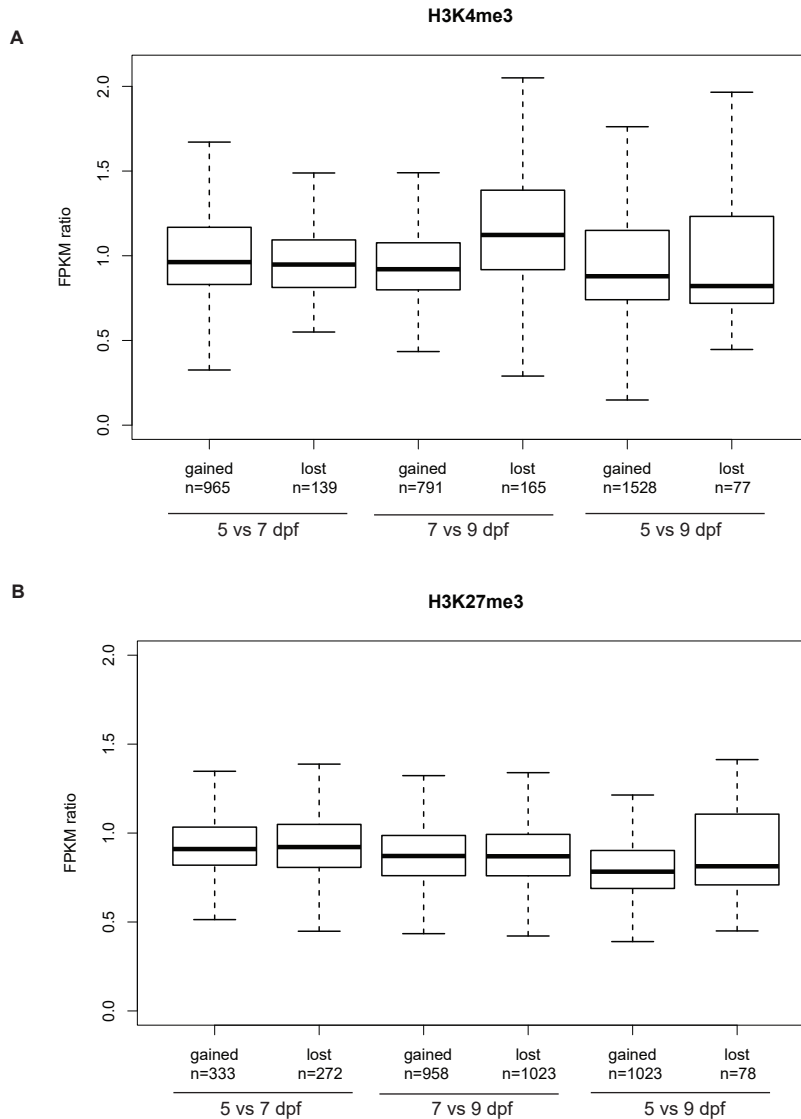 H3K4me3
A
FPKM ratio
2.0
1.5
1.0
0.5
0.0
gained lost gained lost gained lost
n=965 n=139 n=791 n=165 n=1528 n=77
5 vs 7 dpf 7 vs 9 dpf 5 vs 9 dpf
B
H3K27me3
FPKM ratio
2.0
1.5
1.0
0.5
0.0
gained lost gained lost gained lost
n=333 n=272 n=958 n=1023 n=1023 n=78
5 vs 7 dpf 7 vs 9 dpf 5 vs 9 dpf